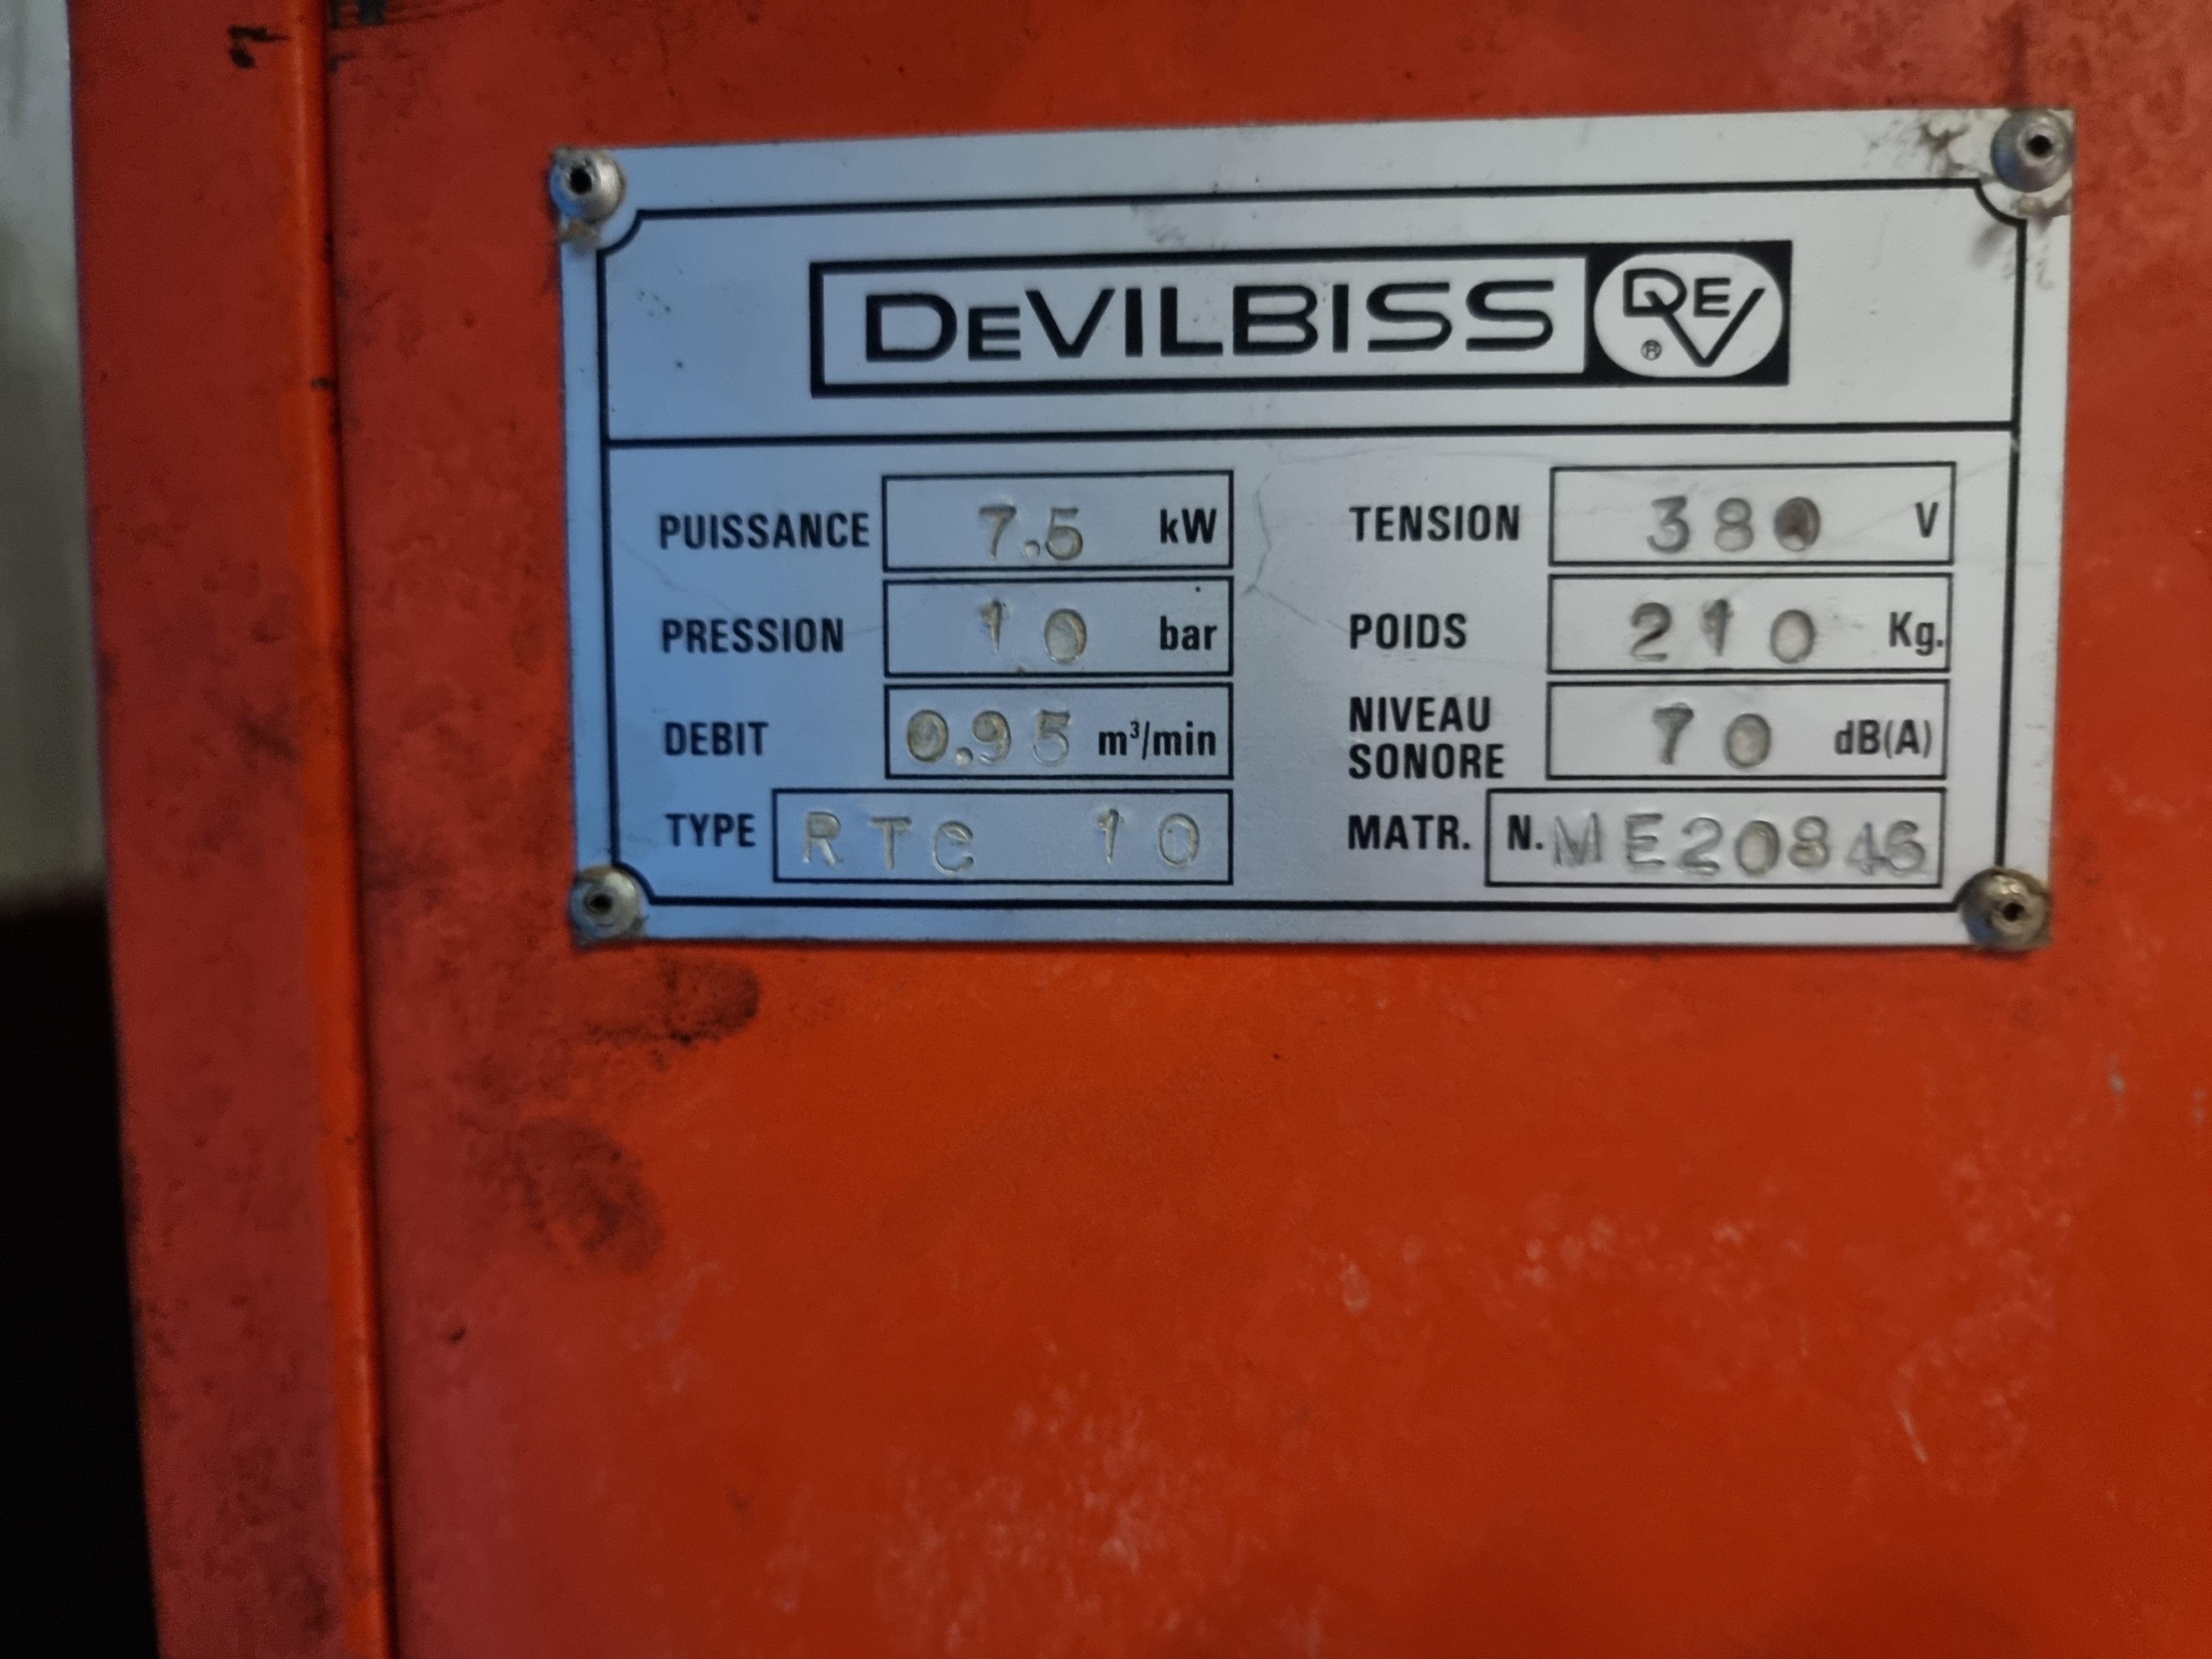 DEVILBISS DEV ®
PUISSANCE 7.5 kW
PRESSION 10 bar
DEBIT 0.95 m³/min
TYPE RTC 10
TENSION 380 V
POIDS 210 Kg.
NIVEAU
SONORE 70 dB(A)
MATR. N. ME20846